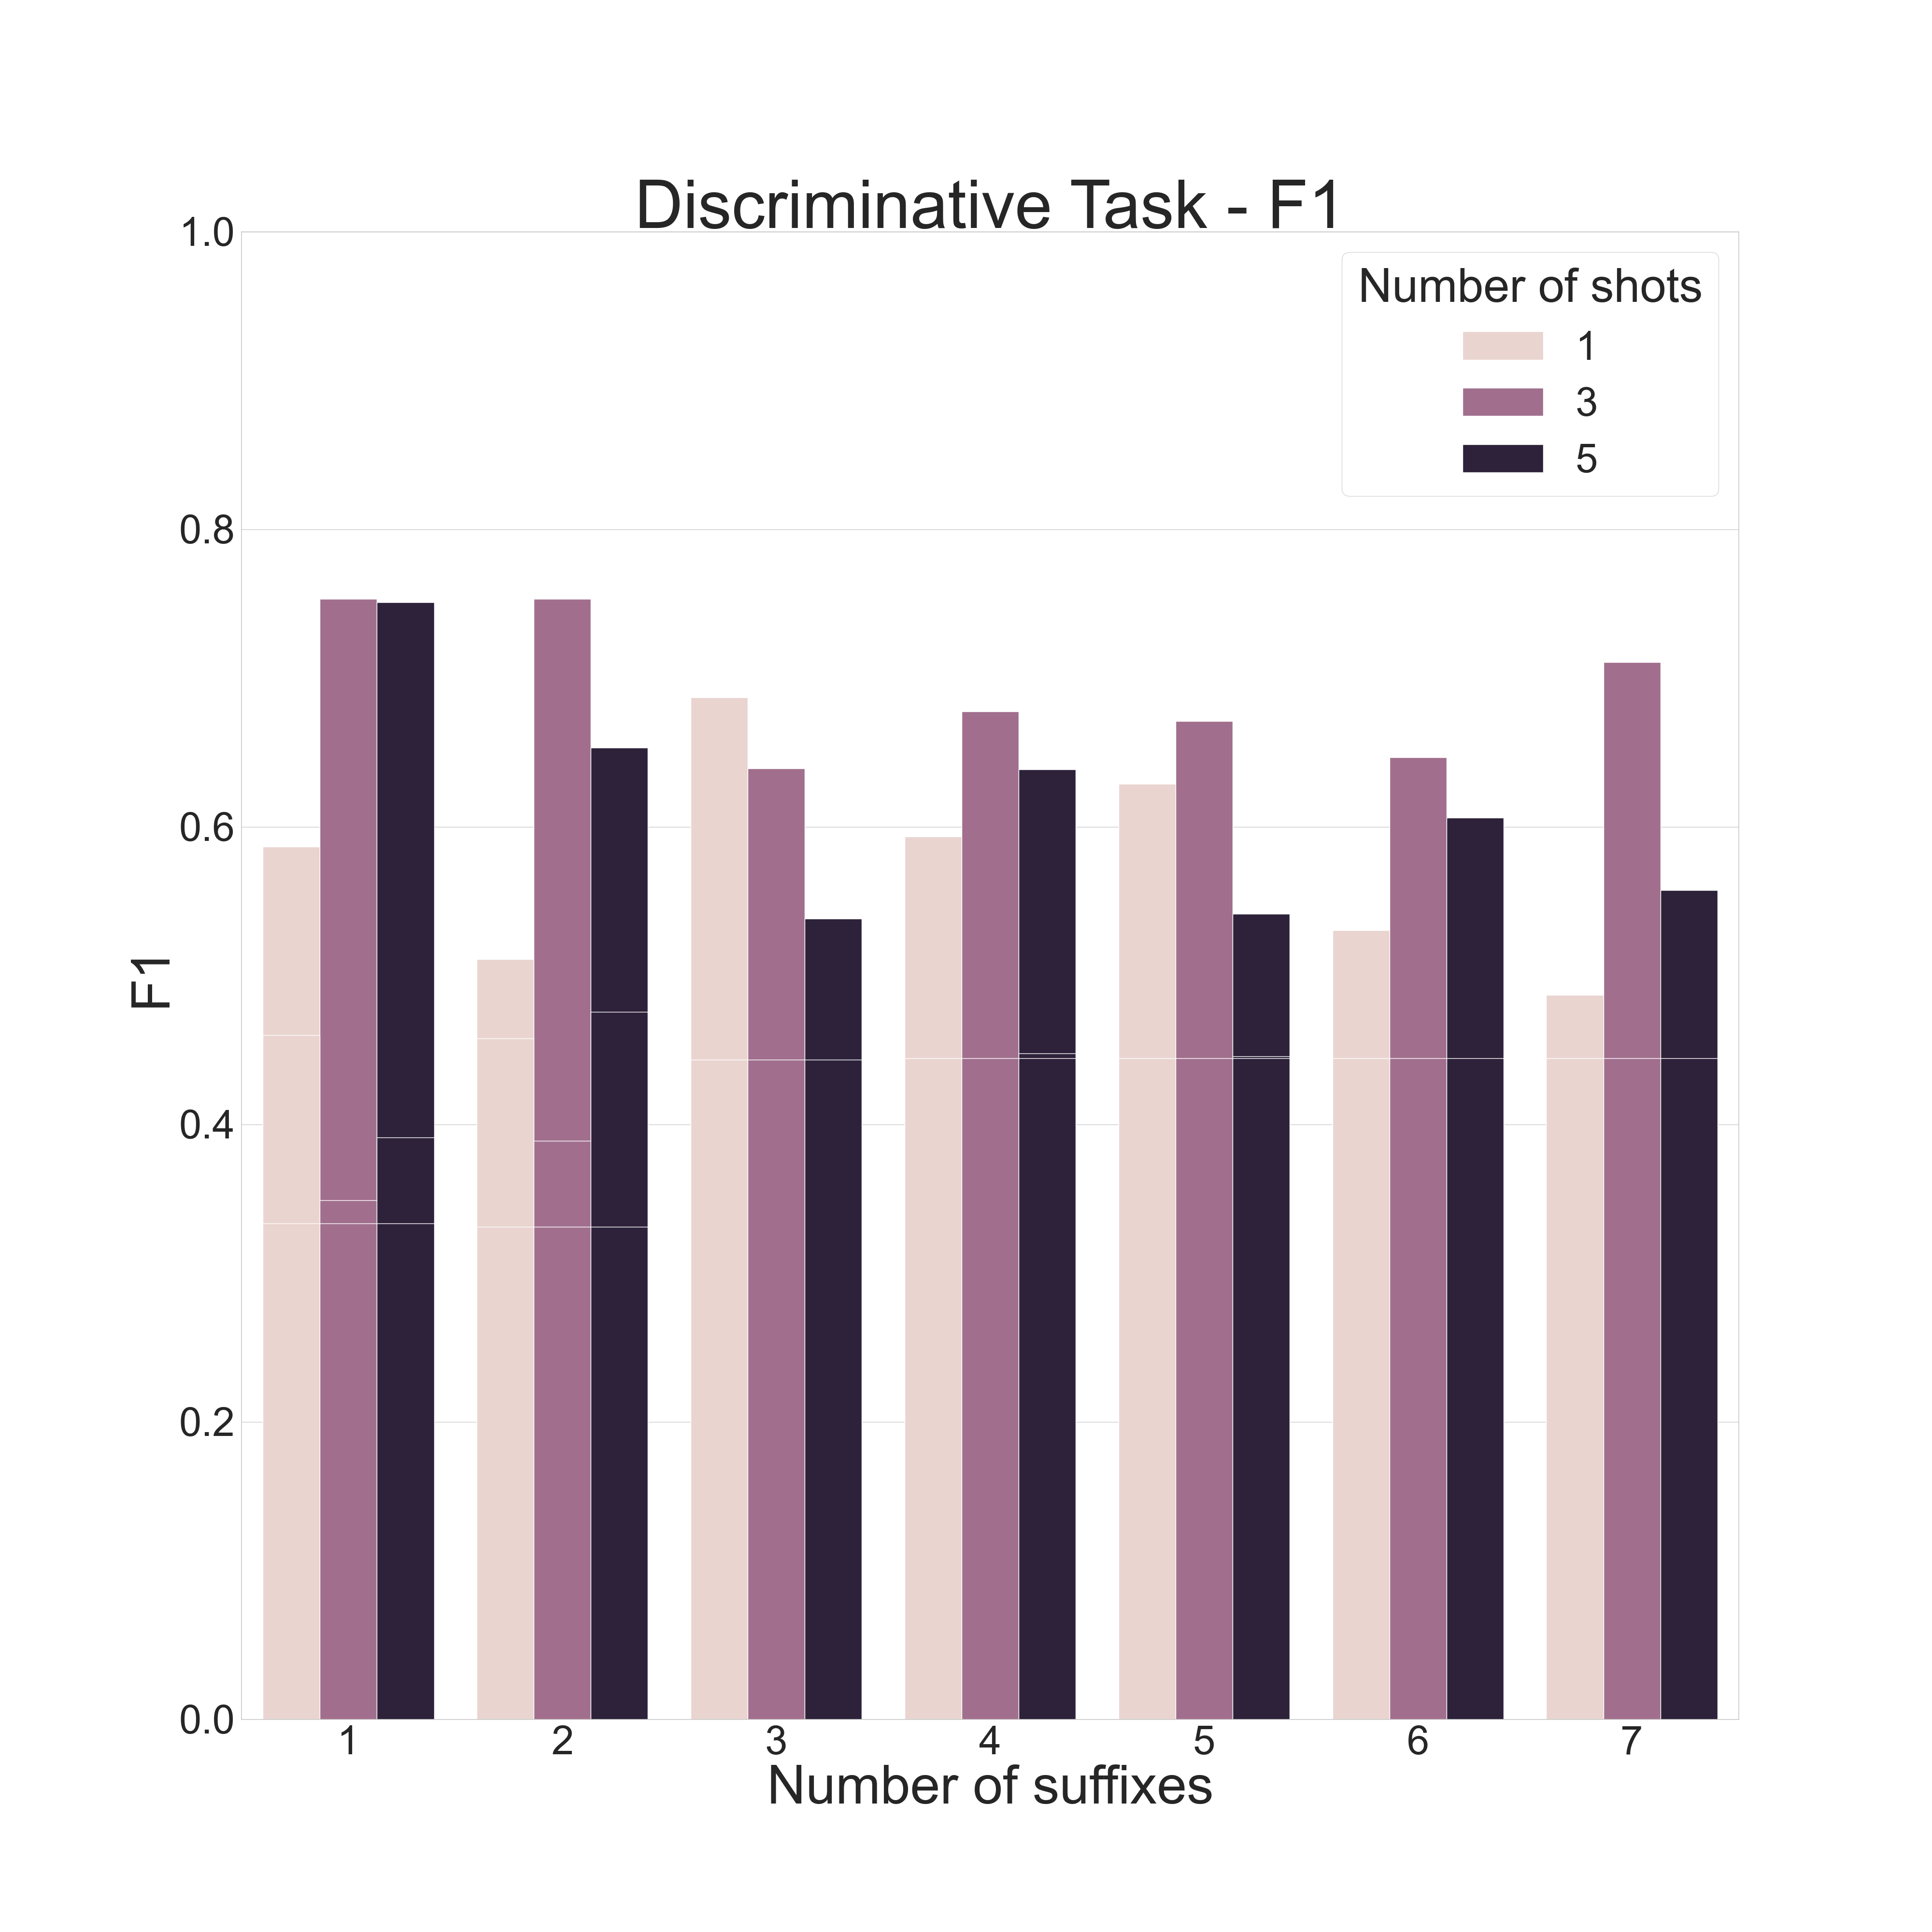 Discriminative Task - F1
Number of shots
1
3
5
1.0
0.8
0.6
0.4
0.2
0.0
F1
1 2 3 4 5 6 7
Number of suffixes